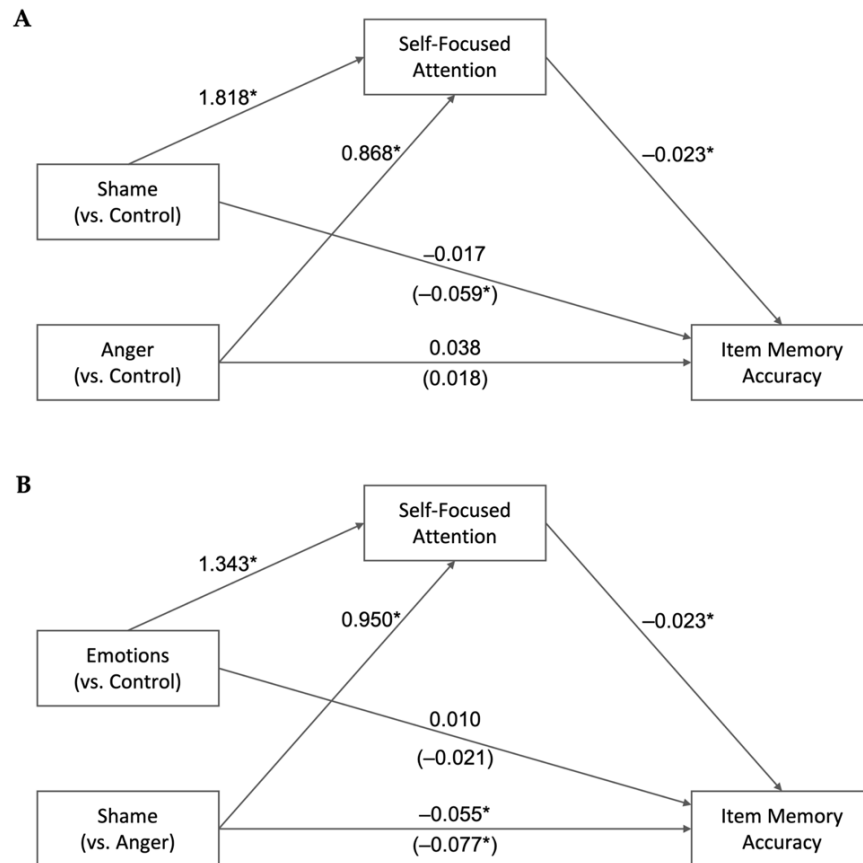 A
Self-Focused
Attention
1.818*
0.868*
–0.023*
Shame
(vs. Control)
–0.017
(–0.059*)
Anger
(vs. Control)
0.038
(0.018)
Item Memory
Accuracy
B
Self-Focused
Attention
1.343*
0.950*
–0.023*
Emotions
(vs. Control)
0.010
(–0.021)
Shame
(vs. Anger)
–0.055*
(–0.077*)
Item Memory
Accuracy